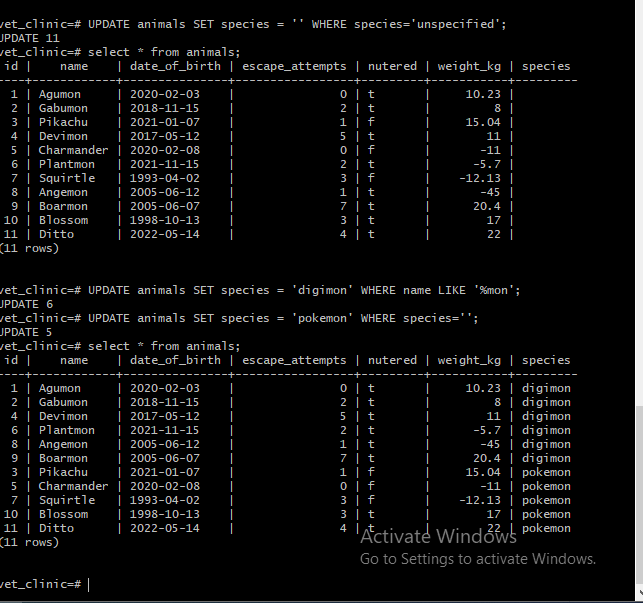 vet_clinic=# UPDATE animals SET species = '' WHERE species='unspecified';
UPDATE 11
vet_clinic=# select * from animals;
 id |    name    | date_of_birth | escape_attempts | nutered | weight_kg | species
----+------------+---------------+-----------------+---------+-----------+---------
  1 | Agumon     | 2020-02-03    |               0 | t       |     10.23 |
  2 | Gabumon    | 2018-11-15    |               2 | t       |         8 |
  3 | Pikachu    | 2021-01-07    |               1 | f       |     15.04 |
  4 | Devimon    | 2017-05-12    |               5 | t       |        11 |
  5 | Charmander | 2020-02-08    |               0 | f       |       -11 |
  6 | Plantmon   | 2021-11-15    |               2 | t       |      -5.7 |
  7 | Squirtle   | 1993-04-02    |               3 | f       |    -12.13 |
  8 | Angemon    | 2005-06-12    |               1 | t       |       -45 |
  9 | Boarmon    | 2005-06-07    |               7 | t       |      20.4 |
 10 | Blossom    | 1998-10-13    |               3 | t       |        17 |
 11 | Ditto      | 2022-05-14    |               4 | t       |        22 |
(11 rows)
vet_clinic=# UPDATE animals SET species = 'digimon' WHERE name LIKE '%mon';
UPDATE 6
vet_clinic=# UPDATE animals SET species = 'pokemon' WHERE species='';
UPDATE 5
vet_clinic=# select * from animals;
 id |    name    | date_of_birth | escape_attempts | nutered | weight_kg | species
----+------------+---------------+-----------------+---------+-----------+---------
  1 | Agumon     | 2020-02-03    |               0 | t       |     10.23 | digimon
  2 | Gabumon    | 2018-11-15    |               2 | t       |         8 | digimon
  4 | Devimon    | 2017-05-12    |               5 | t       |        11 | digimon
  6 | Plantmon   | 2021-11-15    |               2 | t       |      -5.7 | digimon
  8 | Angemon    | 2005-06-12    |               1 | t       |       -45 | digimon
  9 | Boarmon    | 2005-06-07    |               7 | t       |      20.4 | digimon
  3 | Pikachu    | 2021-01-07    |               1 | f       |     15.04 | pokemon
  5 | Charmander | 2020-02-08    |               0 | f       |       -11 | pokemon
  7 | Squirtle   | 1993-04-02    |               3 | f       |    -12.13 | pokemon
 10 | Blossom    | 1998-10-13    |               3 | t       |        17 | pokemon
 11 | Ditto      | 2022-05-14    |               4 | t       |        22 | pokemon
(11 rows)
Activate Windows
Go to Settings to activate Windows.
vet_clinic=#